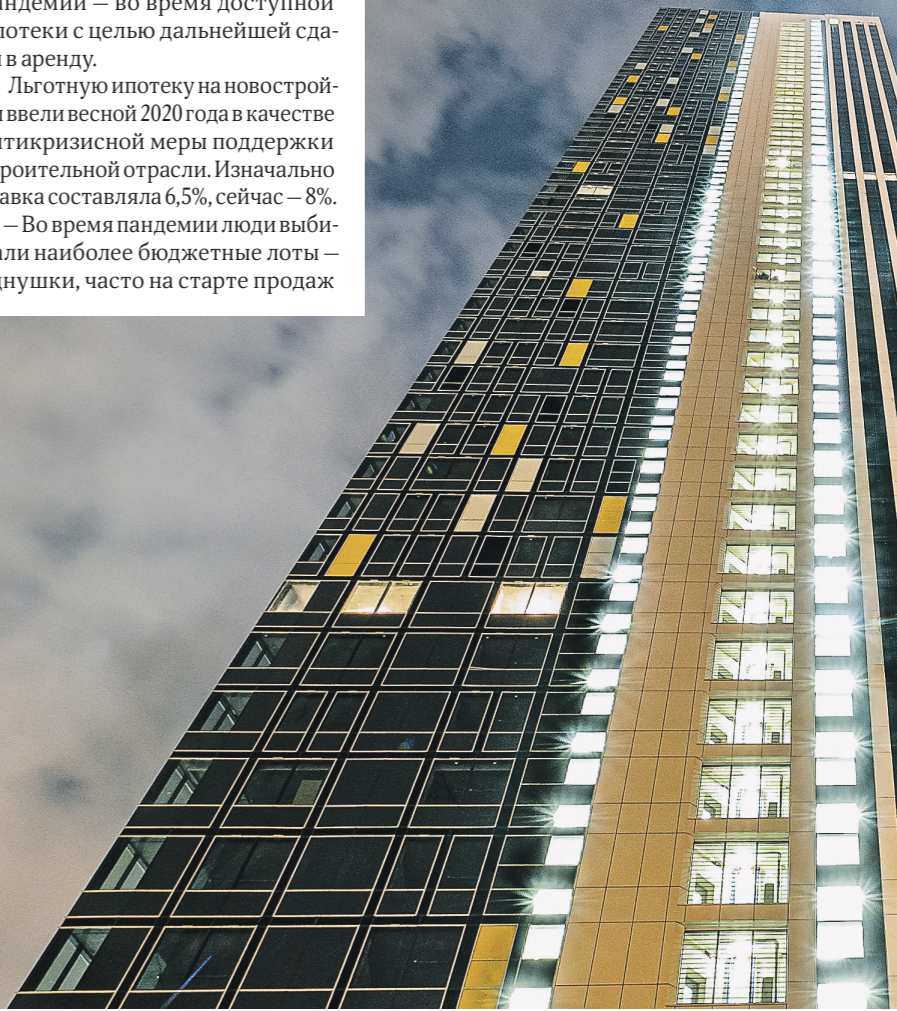 андемии — во время доступной
потеки с целью дальнейшей сда-
в аренду.
Льготную ипотеку на новострой-
ввели весной 2020 года в качестве
нтикризисной меры поддержки
роительной отрасли. Изначально
авка составляла 6,5%, сейчас — 8%.
— Во время пандемии люди выби-
али наиболее бюджетные лоты —
днушки, часто на старте продаж